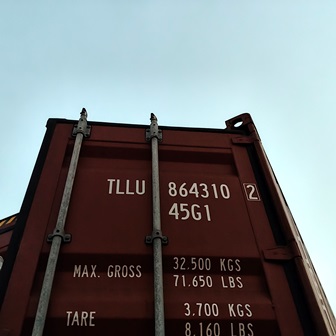 TLLU 864310 2
45G1
MAX. GROSS 32.500 KGS
71.650 LBS
TARE 3.700 KGS
8.160 LBS